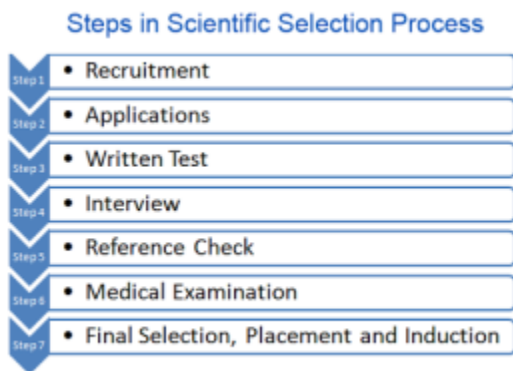 Steps in Scientific Selection Process
Step 1 • Recruitment
Step 2 • Applications
Step 3 • Written Test
Step 4 • Interview
Step 5 • Reference Check
Step 6 • Medical Examination
Step 7 • Final Selection, Placement and Induction